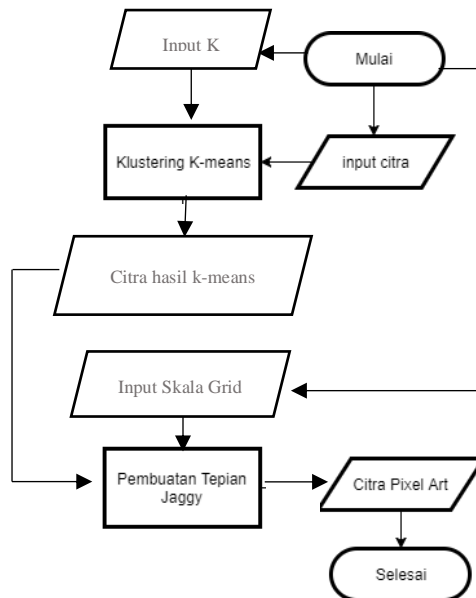 Input K
Mulai
Klustering K-means
input citra
Citra hasil k-means
Input Skala Grid
Pembuatan Tepian
Jaggy
Citra Pixel Art
Selesai